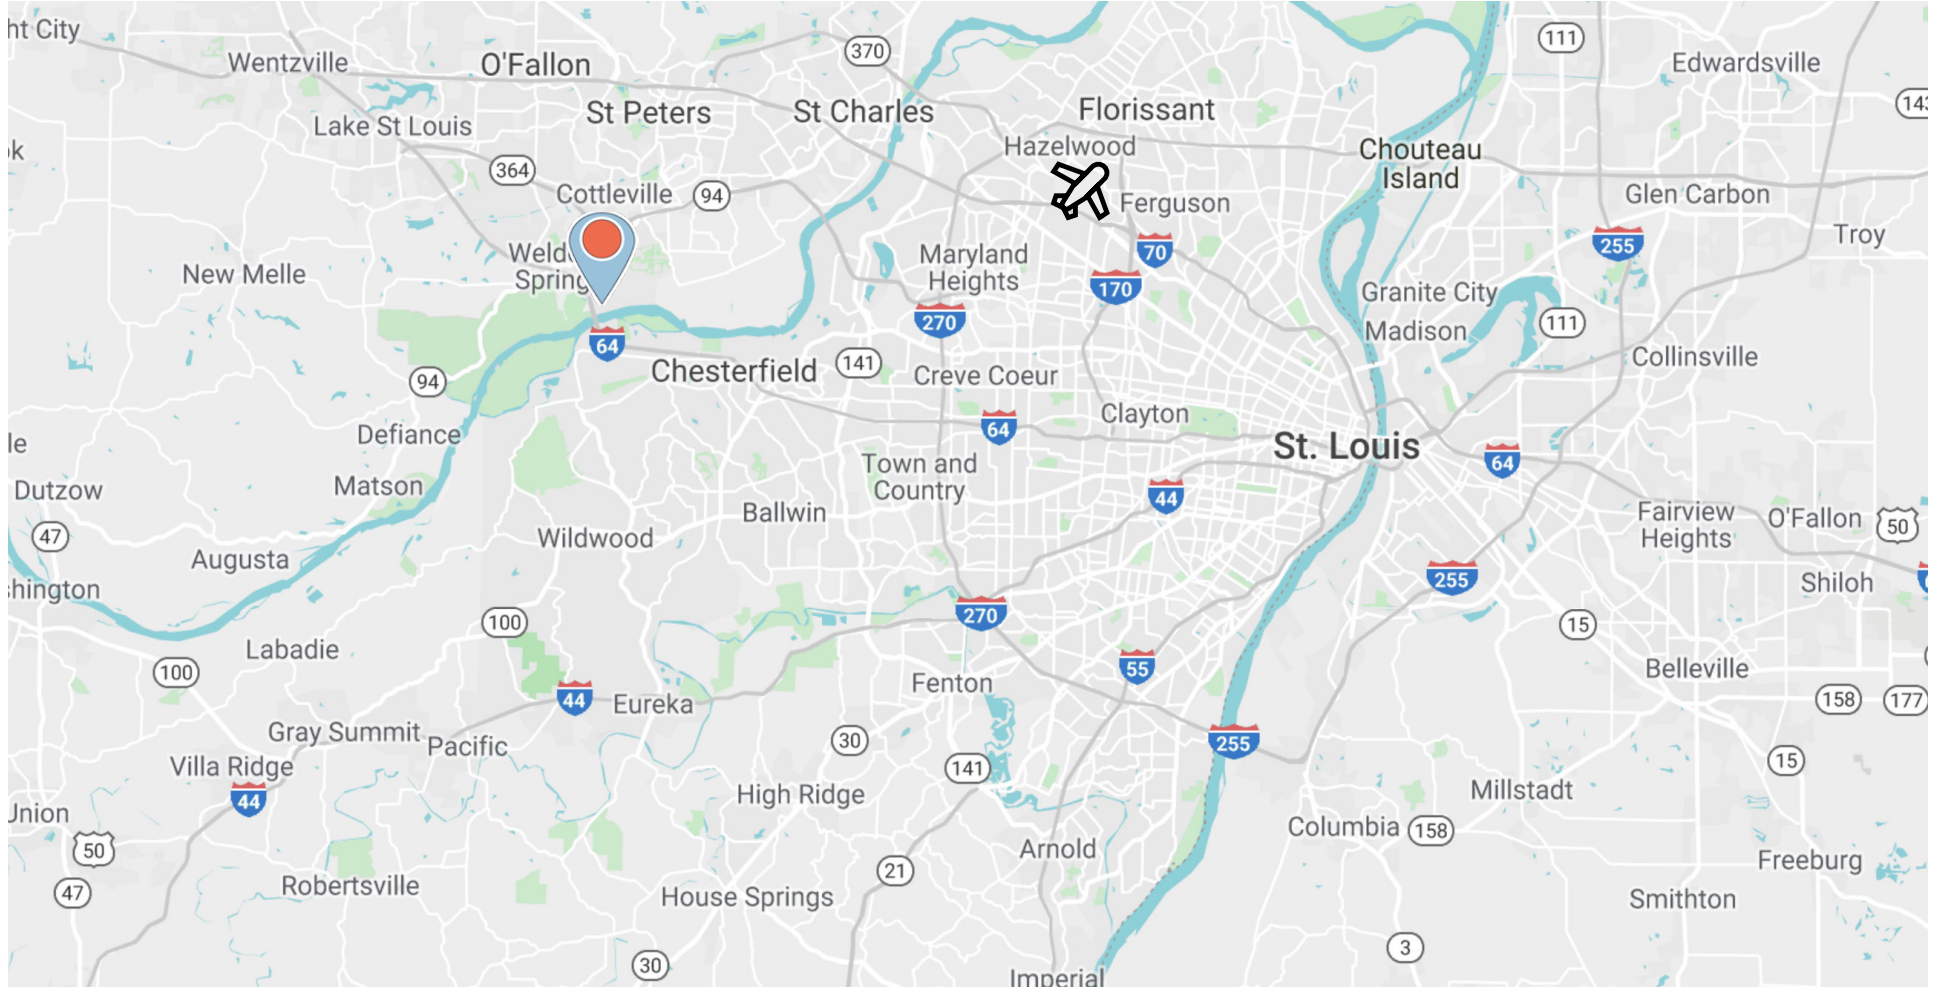 ht City
Wentzville
O'Fallon
370
111
Edwardsville
143
St Peters
St Charles
Florissant
Lake St Louis
Hazelwood
Chouteau
Island
ok
364
Cottleville
94
Ferguson
Glen Carbon
Troy
Weld
Spring
Maryland
Heights
70
255
New Melle
170
Granite City
Madison
111
270
64
Chesterfield
141
Creve Coeur
Collinsville
94
Clayton
64
Defiance
St. Louis
64
le
Town and
Country
Dutzow
Matson
44
Ballwin
Fairview
Heights
O'Fallon
50
47
Wildwood
Augusta
255
Shiloh
hington
100
270
15
Labadie
55
Belleville
100
Fenton
44
Eureka
158
177
Gray Summit
Pacific
30
255
Villa Ridge
141
15
44
High Ridge
Millstadt
Union
Columbia
158
50
Arnold
Freeburg
47
Robertsville
21
House Springs
Smithton
3
30
Imperial